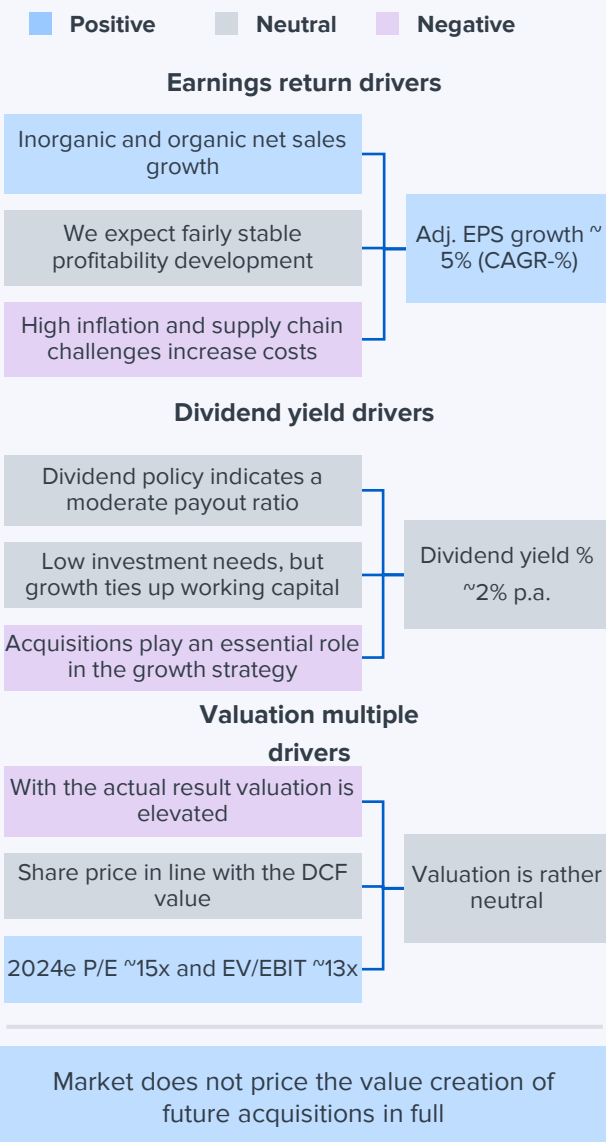 Positive Neutral Negative
Earnings return drivers
Inorganic and organic net sales
growth
We expect fairly stable
profitability development
High inflation and supply chain
challenges increase costs
Adj. EPS growth ~
5% (CAGR-%)
Dividend yield drivers
Dividend policy indicates a
moderate payout ratio
Low investment needs, but
growth ties up working capital
Acquisitions play an essential role
in the growth strategy
Dividend yield %
~2% p.a.
Valuation multiple
drivers
With the actual result valuation is
elevated
Share price in line with the DCF
value
2024e P/E ~15x and EV/EBIT ~13x
Valuation is rather
neutral
Market does not price the value creation of
future acquisitions in full